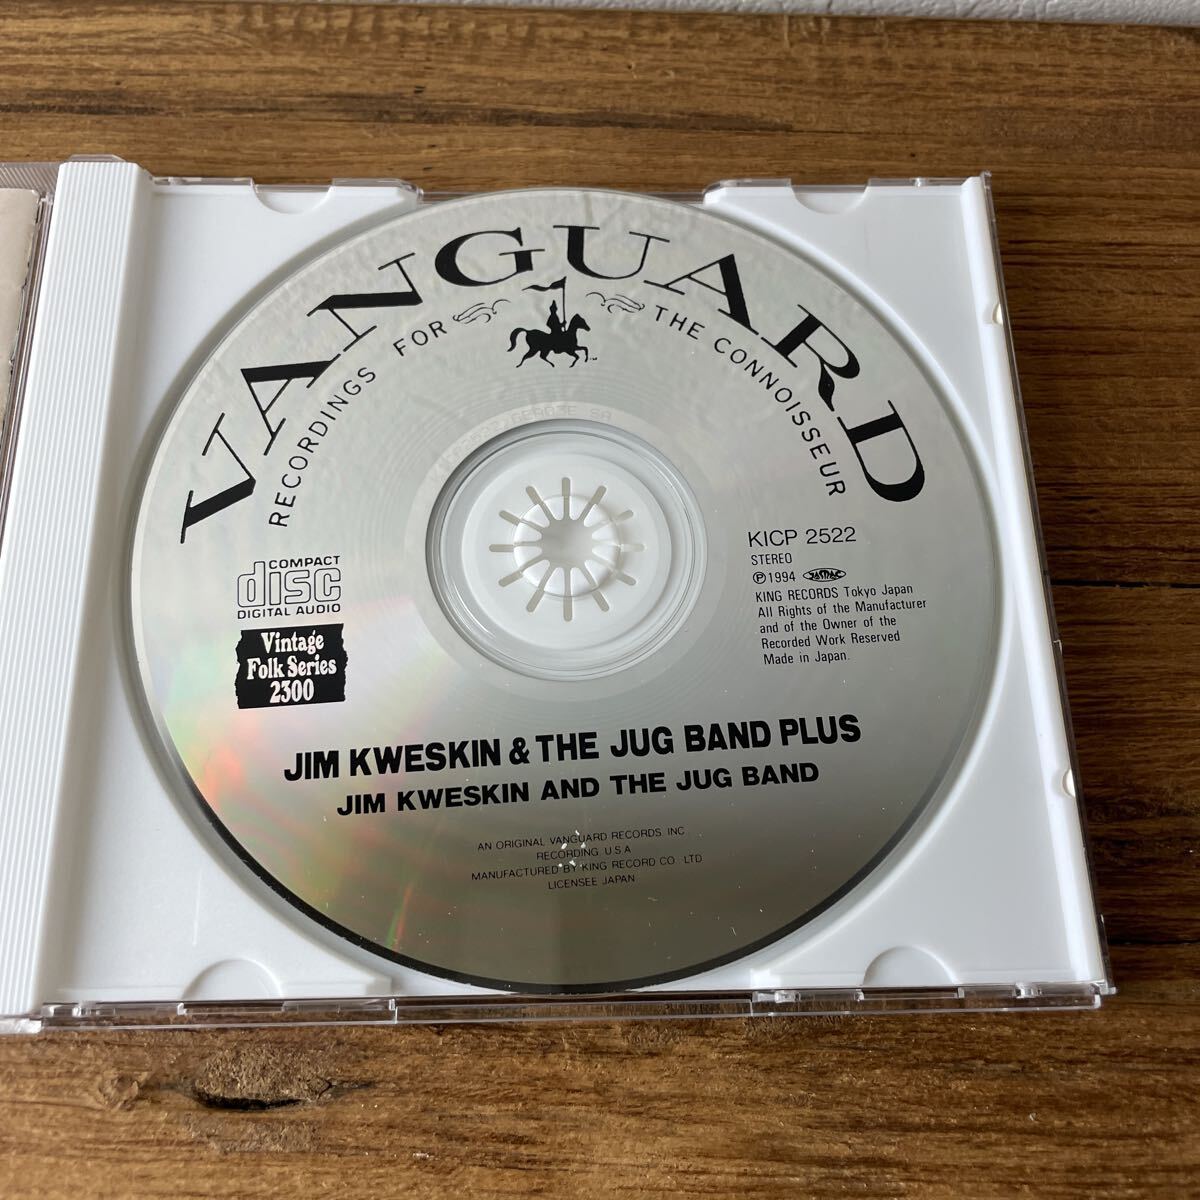 VANGUARD
RECORDINGS FOR THE CONNOISSEUR
TM
COMPACT
disc
DIGITAL AUDIO
Vintage
Folk Series
2300
KICP 2522
STEREO
Ⓟ1994 JASRAC
KING RECORDS Tokyo Japan
All Rights of the Manufacturer
and of the Owner of the
Recorded Work Reserved
Made in Japan.
JIM KWESKIN & THE JUG BAND PLUS
JIM KWESKIN AND THE JUG BAND
AN ORIGINAL VANGUARD RECORDS INC
RECORDING U.S.A
MANUFACTURED BY KING RECORD CO LTD
LICENSEE JAPAN